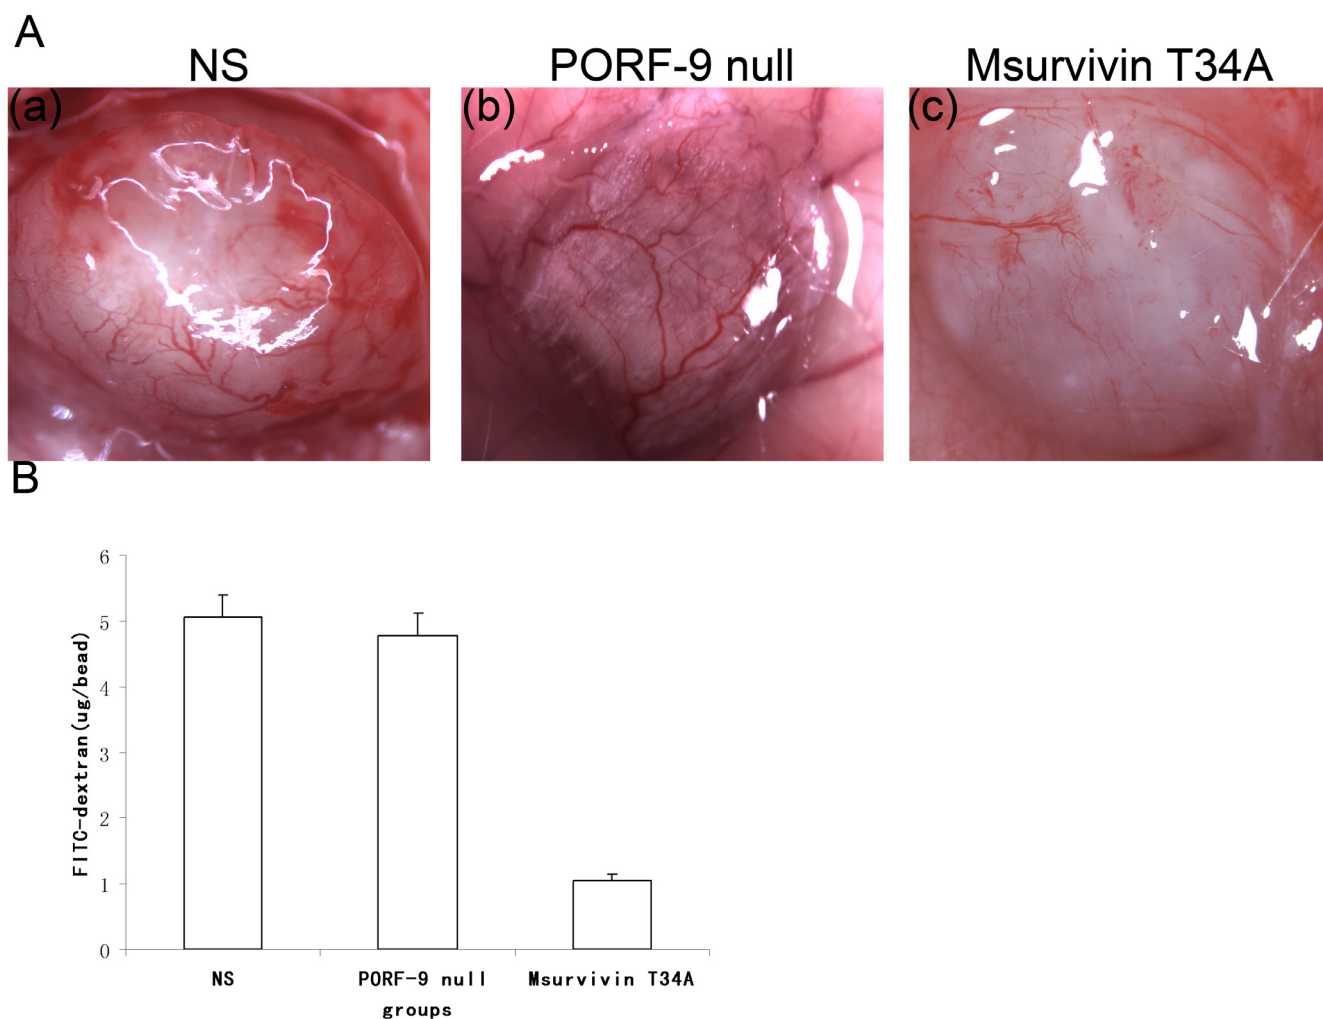 A
NS PORF-9 null Msurvivin T34A
(a) (b) (c)
B
6
5
4
3
2
1
0
FITC-dextran(ug/bead)
NS PORF-9 null Msurvivin T34A
groups